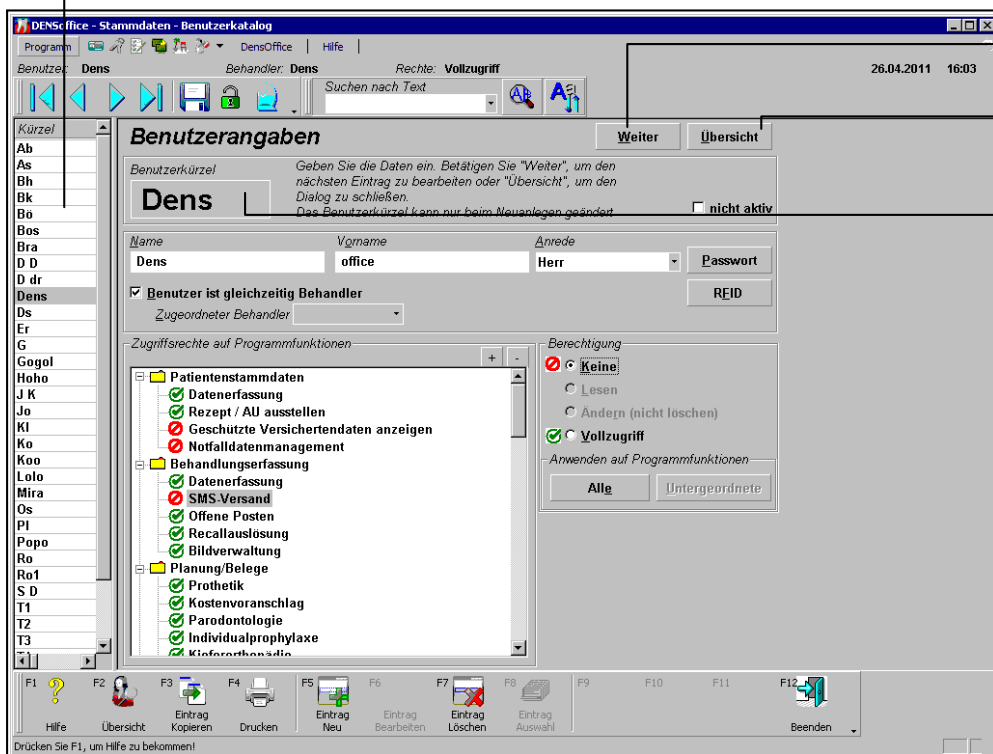 DENSoffice - Stammdaten - Benutzerkatalog
Programm DensOffice Hilfe
Benutzer: Dens Behandler: Dens Rechte: Vollzugriff 26.04.2011 16:03
Suchen nach Text
Kürzel
Ab
As
Bh
Bk
Bö
Bos
Bra
D D
D dr
Dens
Ds
Er
G
Gogol
Hoho
J K
Jo
Kl
Ko
Koo
Lolo
Mira
Os
Pl
Popo
Ro
Ro1
S D
T1
T2
T3
Benutzerangaben
Weiter Übersicht
Benutzerkürzel
Dens
Geben Sie die Daten ein. Betätigen Sie "Weiter", um den
nächsten Eintrag zu bearbeiten oder "Übersicht", um den
Dialog zu schließen.
Das Benutzerkürzel kann nur beim Neuanlegen geändert
nicht aktiv
Name Vorname Anrede
Dens office Herr Passwort
Benutzer ist gleichzeitig Behandler RFID
Zugeordneter Behandler
Zugriffsrechte auf Programmfunktionen
+ -
Patientenstammdaten
Datenerfassung
Rezept / AU ausstellen
Geschützte Versichertendaten anzeigen
Notfalldatenmanagement
Behandlungserfassung
Datenerfassung
SMS-Versand
Offene Posten
Recallauslösung
Bildverwaltung
Planung/Belege
Prothetik
Kostenvoranschlag
Parodontologie
Individualprophylaxe
Kieferorthopädie
Berechtigung
Keine
Lesen
Ändern (nicht löschen)
Vollzugriff
Anwenden auf Programmfunktionen
Alle Untergeordnete
F1 Hilfe
F2 Übersicht
F3 Eintrag Kopieren
F4 Drucken
F5 Eintrag Neu
F6 Eintrag Bearbeiten
F7 Eintrag Löschen
F8 Eintrag Auswahl
F9
F10
F11
F12 Beenden
Drücken Sie F1, um Hilfe zu bekommen!